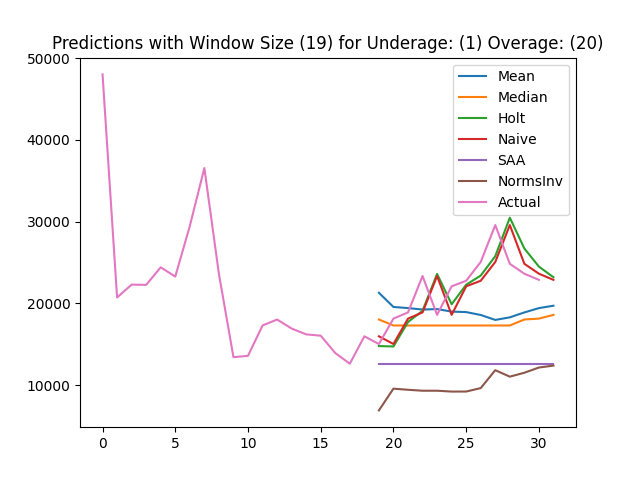 Predictions with Window Size (19) for Underage: (1) Overage: (20)
50000
40000
30000
20000
10000
0 5 10 15 20 25 30
Mean
Median
Holt
Naive
SAA
NormsInv
Actual